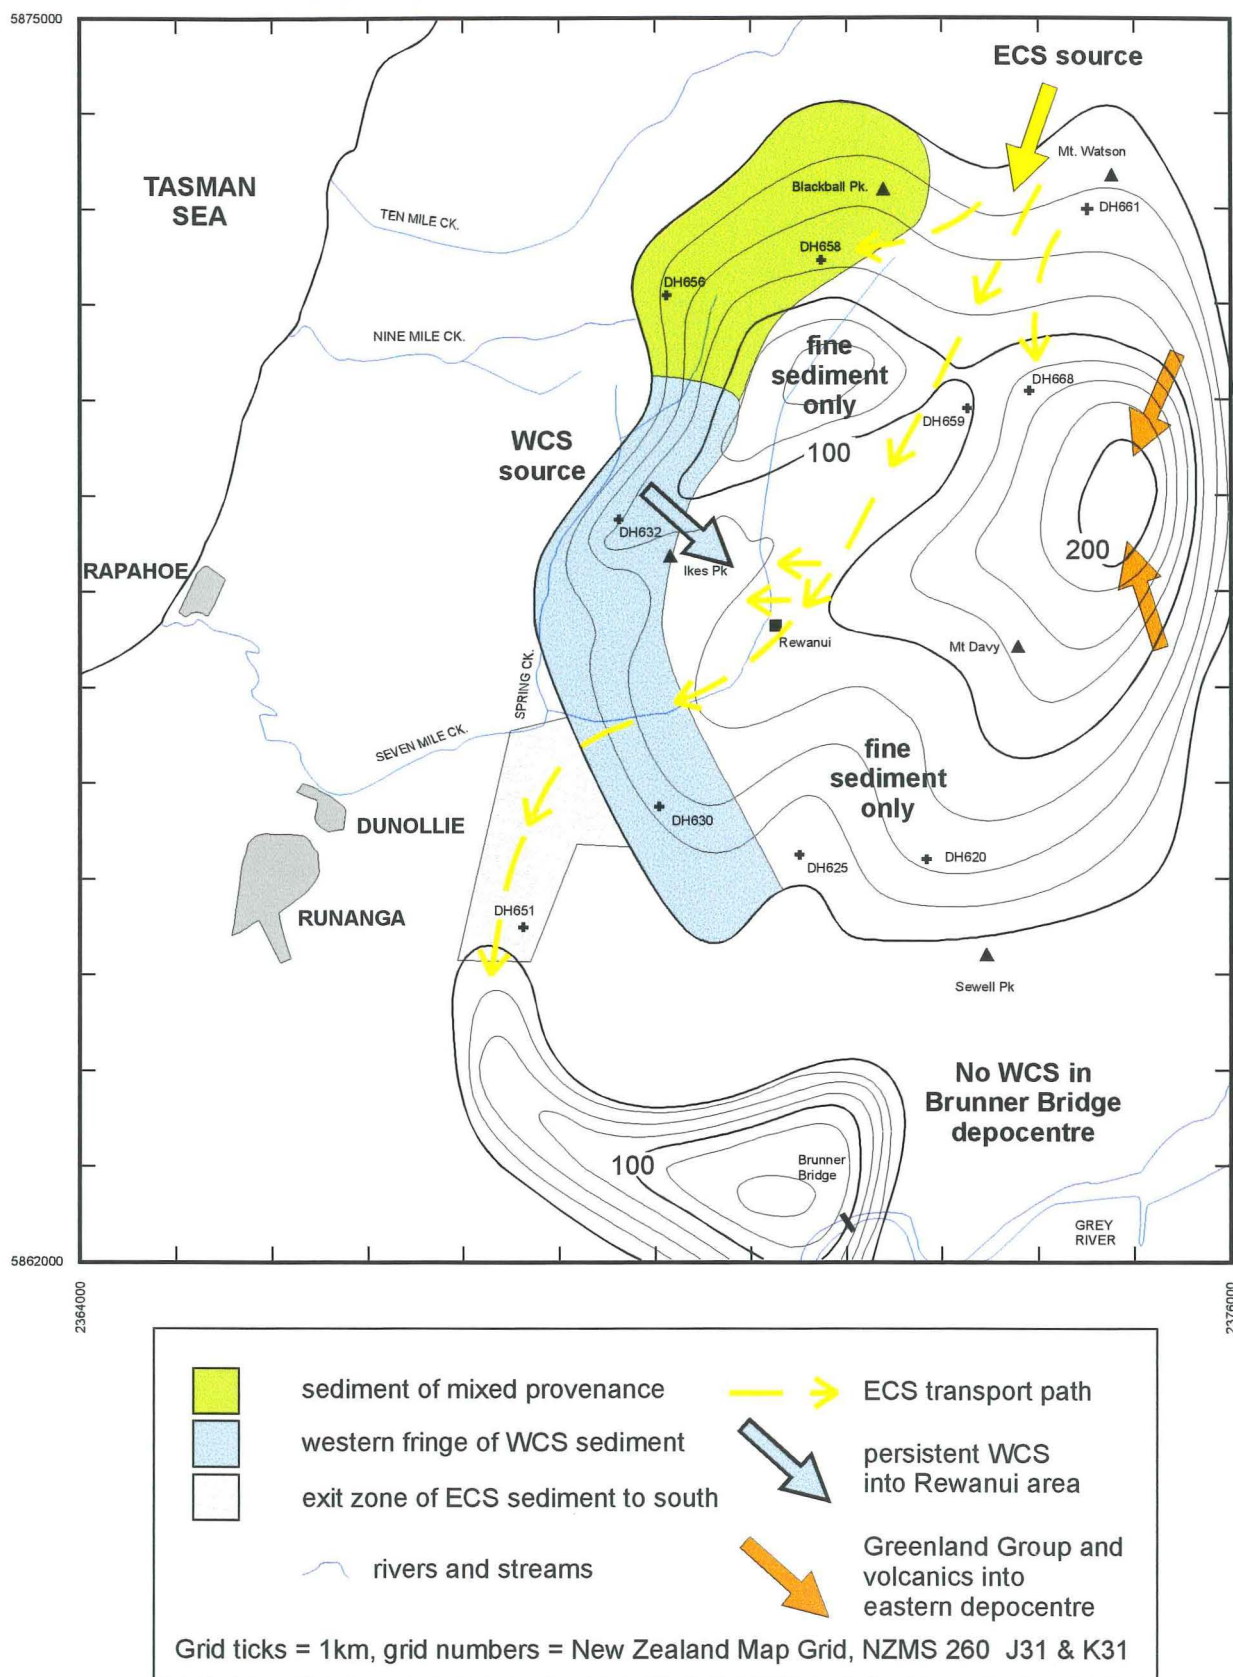 5875000
ECS source
Mt. Watson
TASMAN
SEA
Blackball Pk.
DH661
TEN MILE CK.
DH658
DH656
NINE MILE CK.
fine
sediment
only
DH668
DH659
WCS
source
100
DH632
200
RAPAHOE
Ikes Pk
Rewanui
Mt Davy
SPRING CK.
SEVEN MILE CK.
fine
sediment
only
DUNOLLIE
DH630
DH625
DH620
DH651
RUNANGA
Sewell Pk
No WCS in
Brunner Bridge
depocentre
100
Brunner
Bridge
GREY
RIVER
5862000
2364000
2376000
sediment of mixed provenance
ECS transport path
western fringe of WCS sediment
persistent WCS
into Rewanui area
exit zone of ECS sediment to south
rivers and streams
Greenland Group and
volcanics into
eastern depocentre
Grid ticks = 1km, grid numbers = New Zealand Map Grid, NZMS 260 J31 & K31